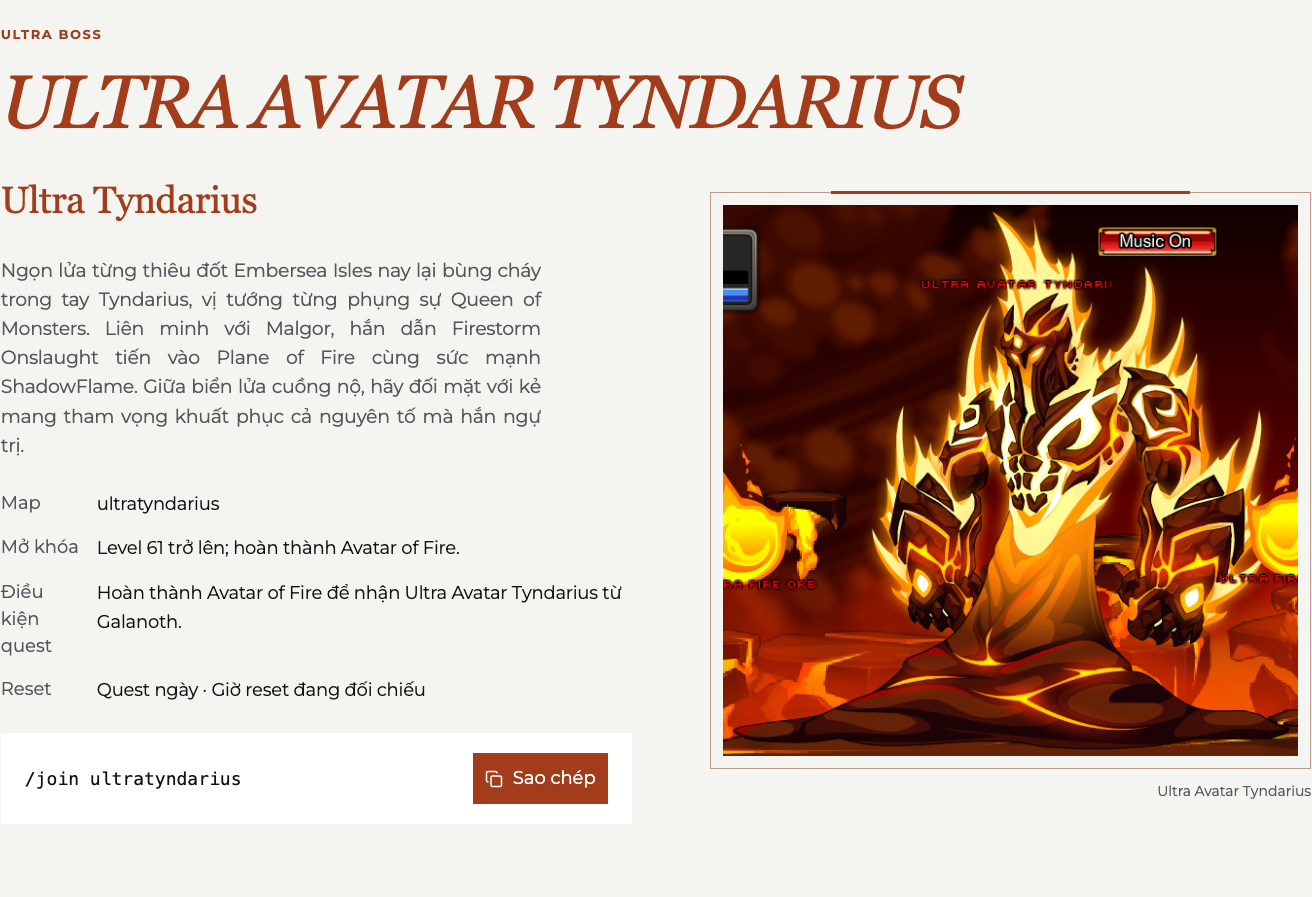 ULTRA BOSS
ULTRA AVATAR TYNDARIUS
Ultra Tyndarius
Ngọn lửa từng thiêu đốt Embersea Isles nay lại bùng cháy
trong tay Tyndarius, vị tướng từng phụng sự Queen of
Monsters. Liên minh với Malgor, hắn dẫn Firestorm
Onslaught tiến vào Plane of Fire cùng sức mạnh
ShadowFlame. Giữa biển lửa cuồng nộ, hãy đối mặt với kẻ
mang tham vọng khuất phục cả nguyên tố mà hắn ngự
trị.
Map ultratyndarius
Mở khóa Level 61 trở lên; hoàn thành Avatar of Fire.
Điều kiện quest Hoàn thành Avatar of Fire để nhận Ultra Avatar Tyndarius từ
Galanoth.
Reset Quest ngày · Giờ reset đang đối chiếu
/join ultratyndarius
Sao chép
Music On
ULTRA AVATAR TYNDARI
RA FIRE ORB
ULTRA FIR
Ultra Avatar Tyndarius